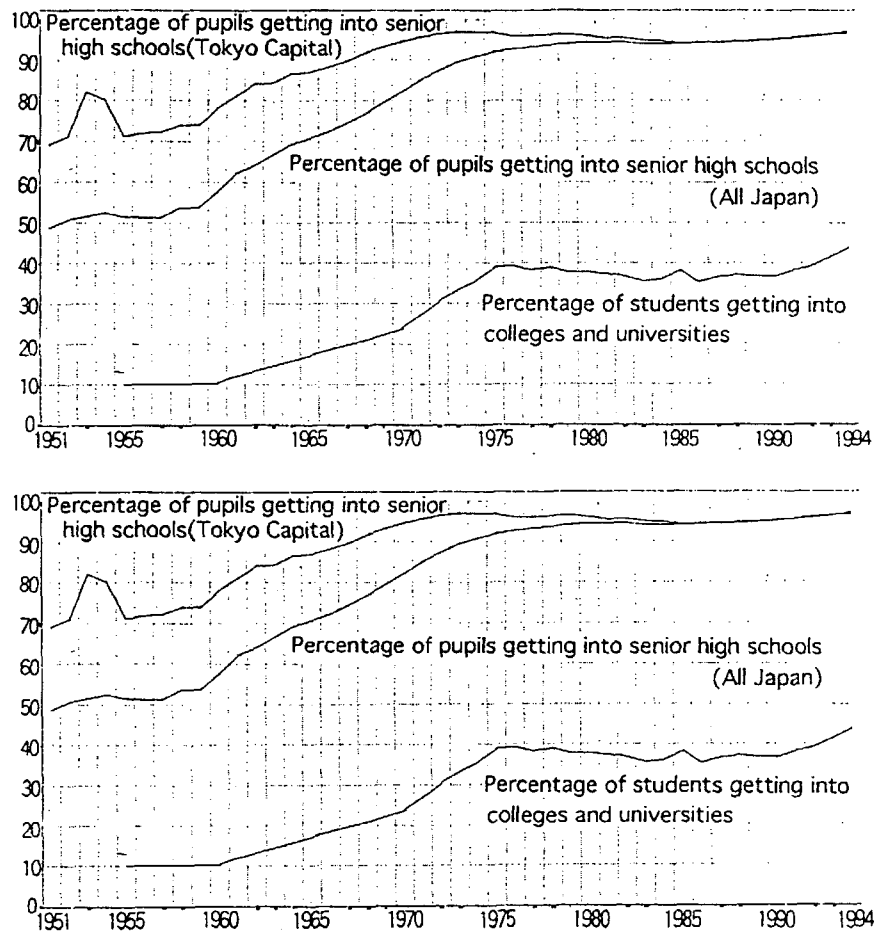 100
Percentage of pupils getting into senior
high schools(Tokyo Capital)
90
80
70
Percentage of pupils getting into senior high schools
(All Japan)
60
50
40
30
Percentage of students getting into
colleges and universities
20
10
0
1951 1955 1960 1965 1970 1975 1980 1985 1990 1994
100
Percentage of pupils getting into senior
high schools(Tokyo Capital)
90
80
70
Percentage of pupils getting into senior high schools
(All Japan)
60
50
40
30
Percentage of students getting into
colleges and universities
20
10
0
1951 1955 1960 1965 1970 1975 1980 1985 1990 1994